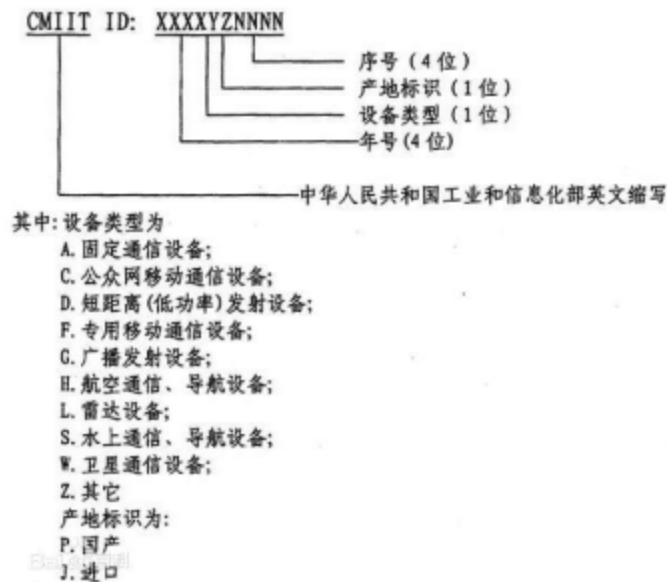 CMIIT ID: XXXXYZNNNN
序号(4位)
产地标识(1位)
设备类型(1位)
年号(4位)
中华人民共和国工业和信息化部英文缩写
其中:设备类型为
A.固定通信设备;
C.公众网移动通信设备;
D.短距离(低功率)发射设备;
F.专用移动通信设备;
G.广播发射设备;
H.航空通信、导航设备;
L.雷达设备;
S.水上通信、导航设备;
W.卫星通信设备;
Z.其它
产地标识为:
P.国产
J.进口